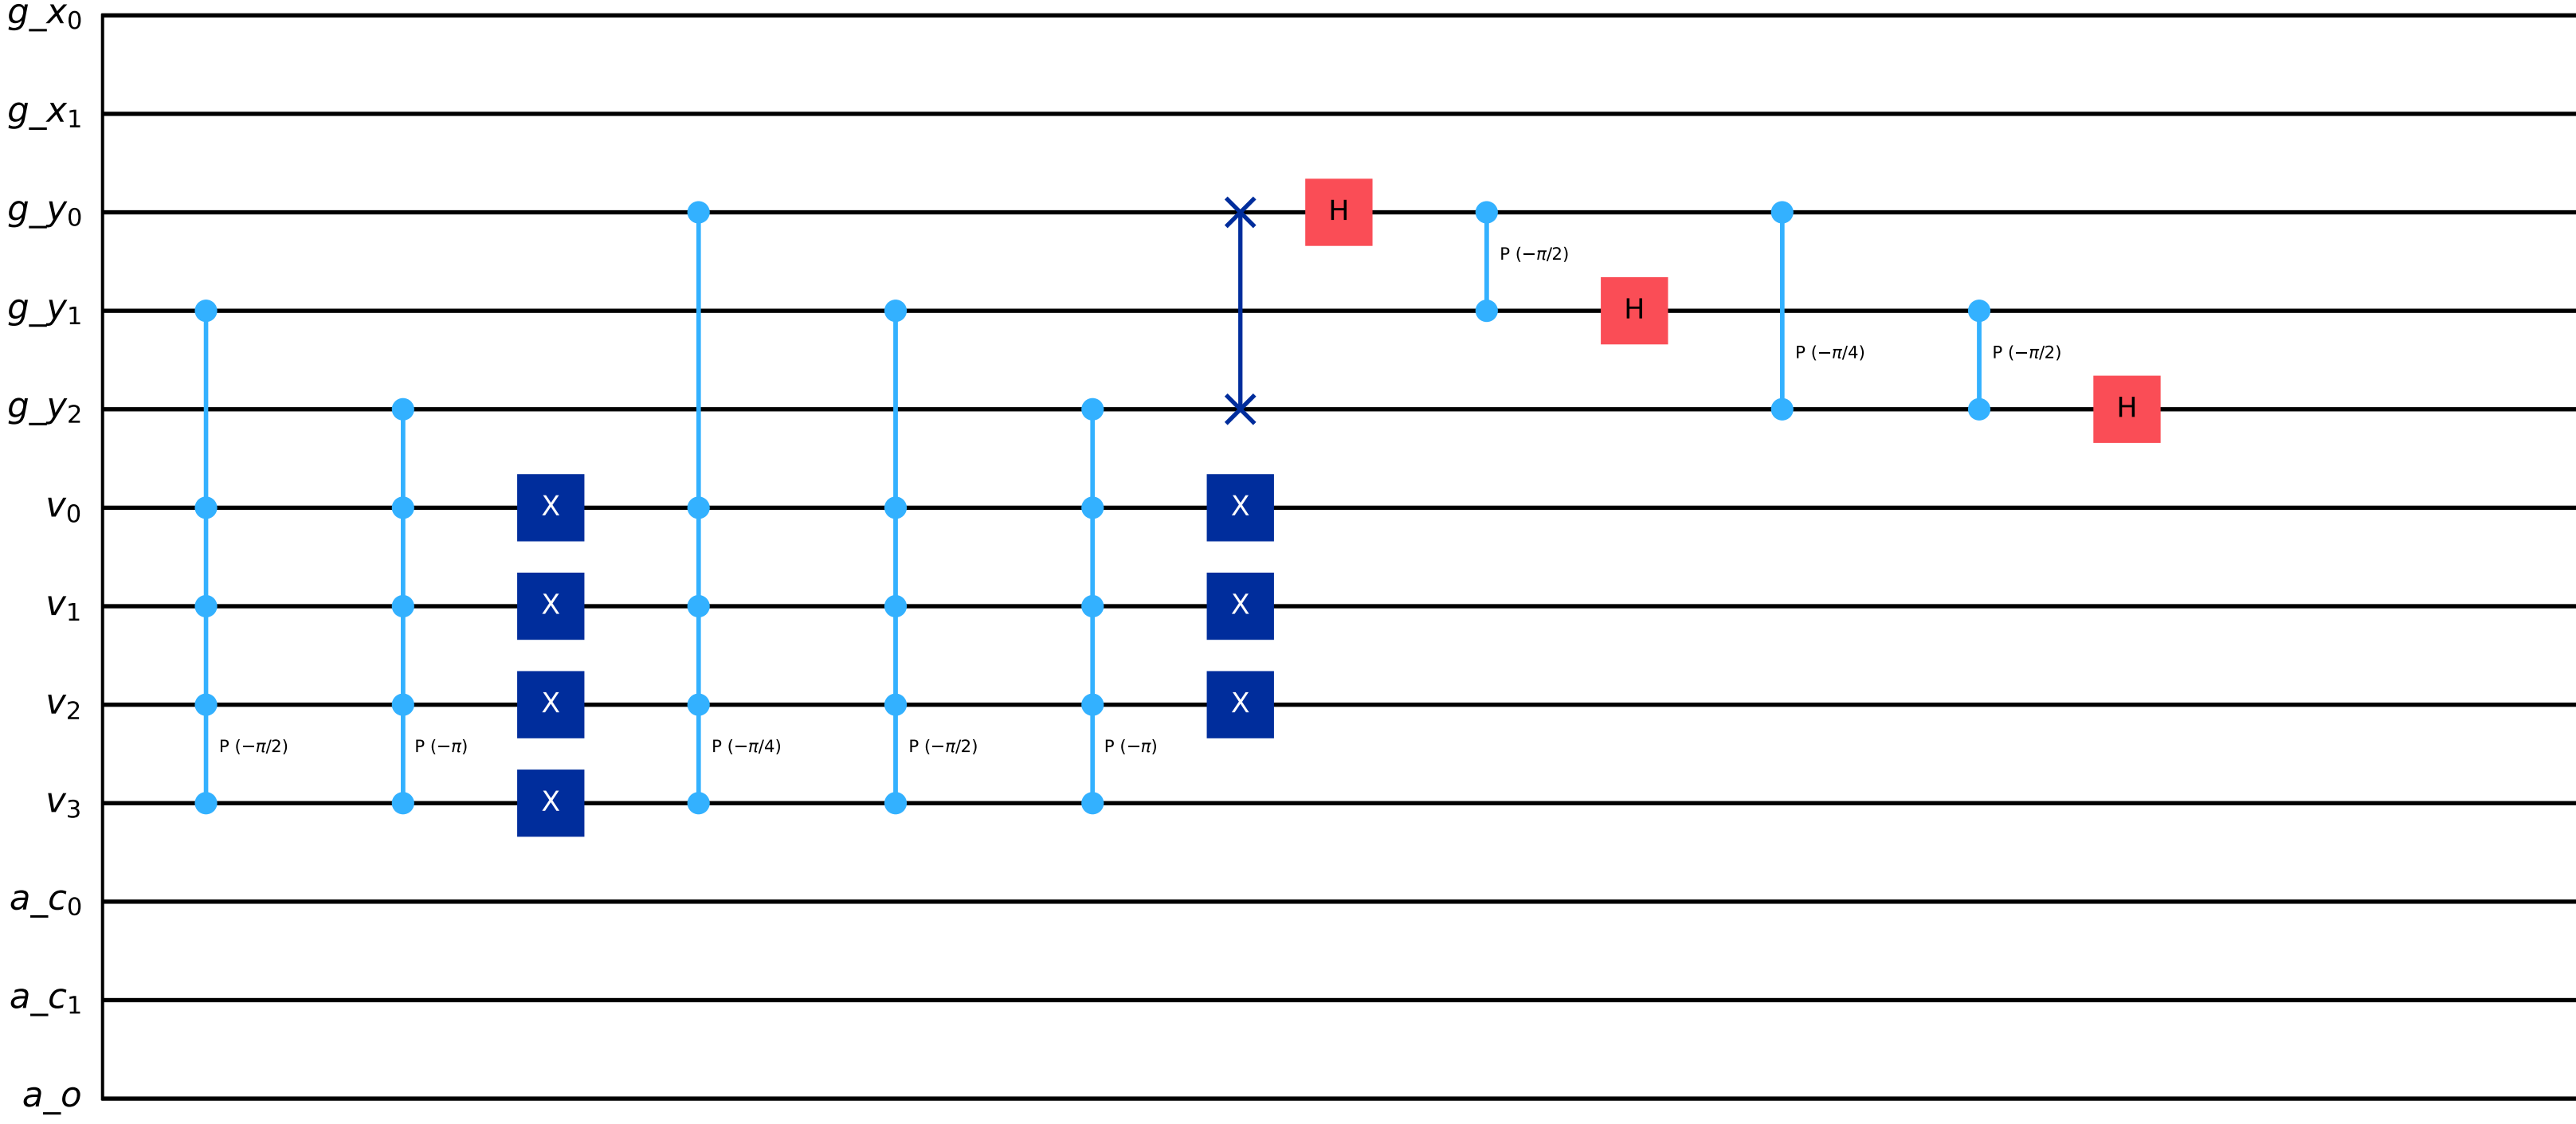 g_x₀
g_x₁
g_y₀ H
P (−π/2)
g_y₁ H
P (−π/4) P (−π/2)
g_y₂ H
v₀ X X
v₁ X X
v₂ X X
P (−π/2) P (−π) P (−π/4) P (−π/2) P (−π)
v₃ X
a_c₀
a_c₁
a_o